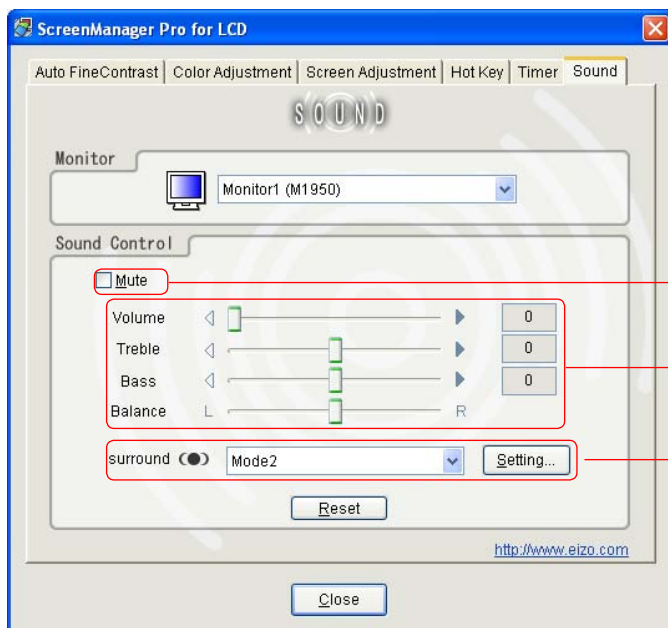 ScreenManager Pro for LCD
Auto FineContrast Color Adjustment Screen Adjustment Hot Key Timer Sound
SOUND
Monitor
Monitor1 (M1950)
Sound Control
Mute
Volume 0
Treble 0
Bass 0
Balance L R
surround Mode2 Setting...
Reset
http://www.eizo.com
Close